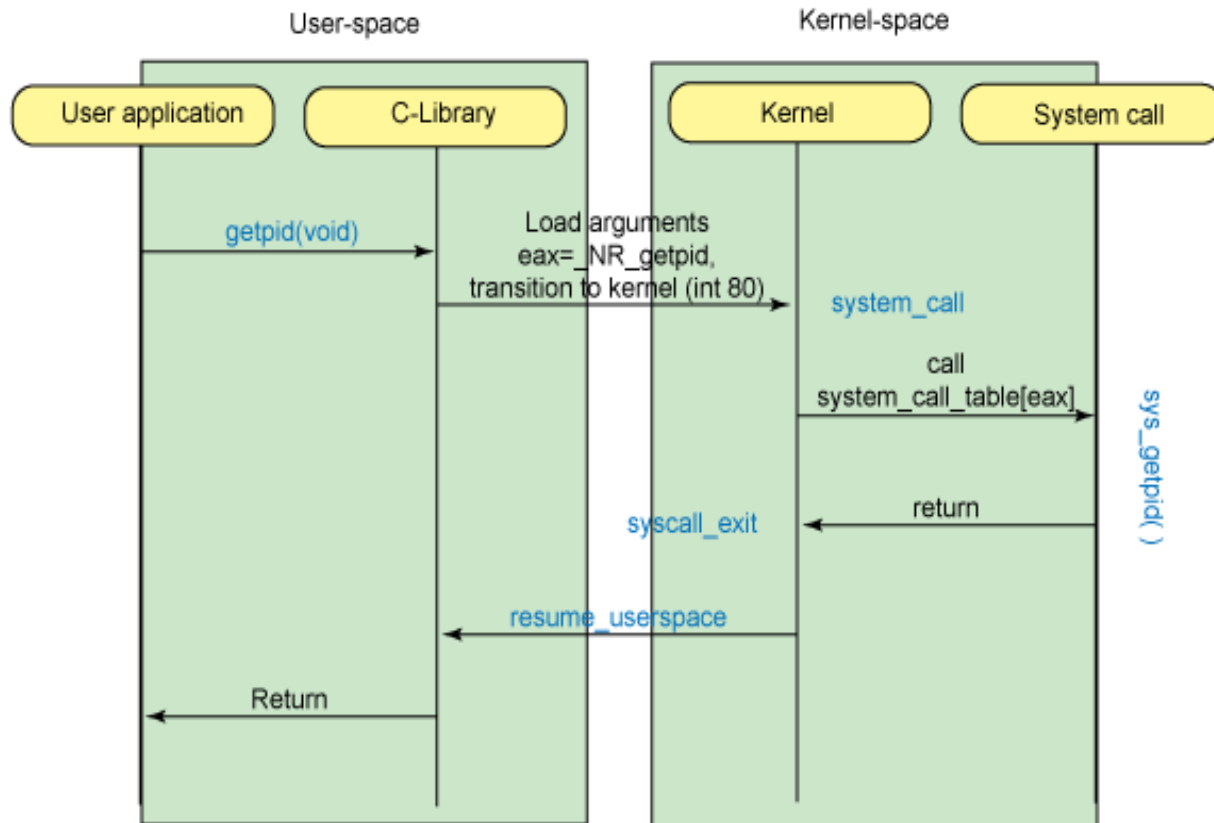 User-space
Kernel-space
User application
C-Library
Kernel
System call
getpid(void)
Load arguments
eax=_NR_getpid,
transition to kernel (int 80)
system_call
call
system_call_table[eax]
sys_getpid( )
return
syscall_exit
resume_userspace
Return